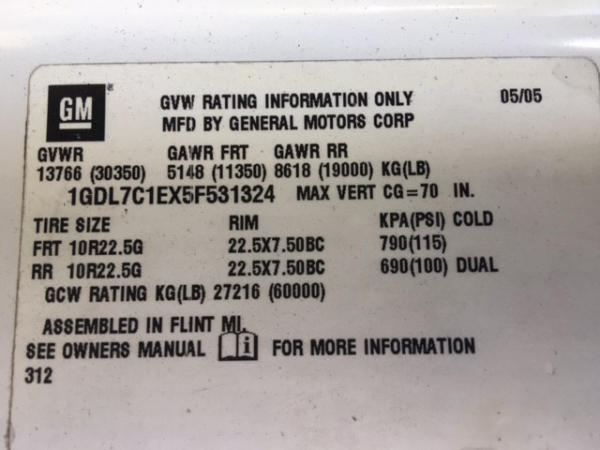 GM
GVW RATING INFORMATION ONLY 05/05
MFD BY GENERAL MOTORS CORP
GVWR GAWR FRT GAWR RR
13766 (30350) 5148 (11350) 8618 (19000) KG(LB)
1GDL7C1EX5F531324 MAX VERT CG=70 IN.
TIRE SIZE RIM KPA(PSI) COLD
FRT 10R22.5G 22.5X7.50BC 790(115)
RR 10R22.5G 22.5X7.50BC 690(100) DUAL
GCW RATING KG(LB) 27216 (60000)
ASSEMBLED IN FLINT MI.
SEE OWNERS MANUAL i FOR MORE INFORMATION
312